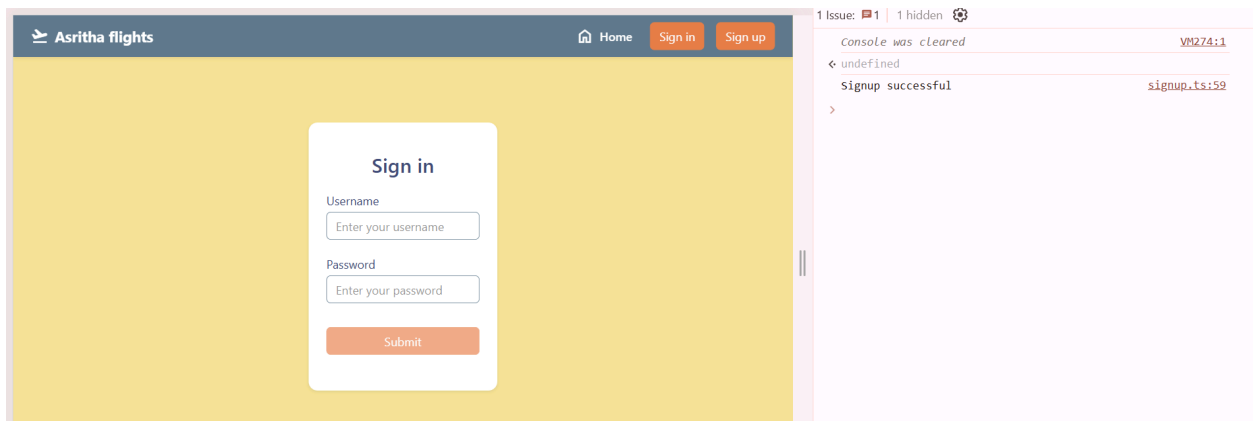 Asritha flights
Home
Sign in
Sign up
Sign in
Username
Enter your username
Password
Enter your password
Submit
1 Issue: 1 1 hidden
Console was cleared VM274:1
undefined
Signup successful signup.ts:59